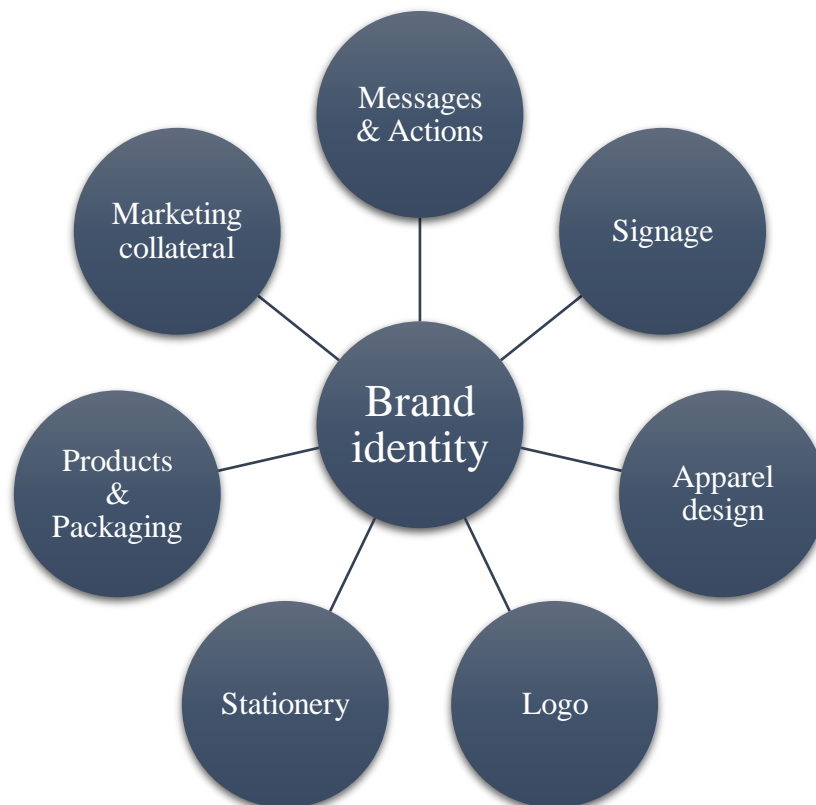 Messages
& Actions
Signage
Apparel
design
Logo
Stationery
Products
&
Packaging
Marketing
collateral
Brand
identity